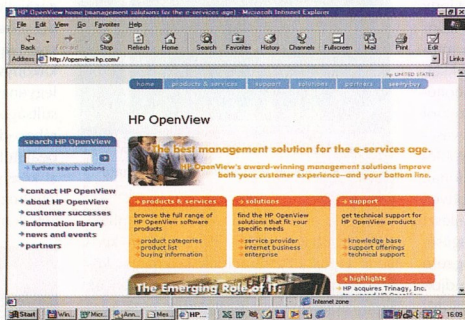 HP OpenView home (management solutions for the e-services age) - Microsoft Internet Explorer
File Edit View Go Favorites Help
Back Forward Stop Refresh Home Search Favorites History Channels Fullscreen Mail Print Edit
Address http://openview.hp.com/ Links
hp UNITED STATES
home products & services support solutions partners
HP OpenView
search HP OpenView
The best management solution for the e-services age.
→ further search options
HP OpenView's award-winning management solutions improve
both your customer experience—and your bottom line.
→ contact HP OpenView
→ about HP OpenView
→ customer successes
→ information library
→ news and events
→ partners
→ products & services
browse the full range of
HP OpenView software
products
→ product categories
→ product list
→ buying information
→ solutions
find the HP OpenView
solutions that fit your
specific needs
→ service provider
→ internet business
→ enterprise
→ support
get technical support for
HP OpenView products
→ knowledge base
→ support offerings
→ technical support
The Emerging Role of IT:
→ highlights
HP acquires Trinagy, Inc.
Internet zone
Start Win... Micr... Ann... Mes... HP... 16:09